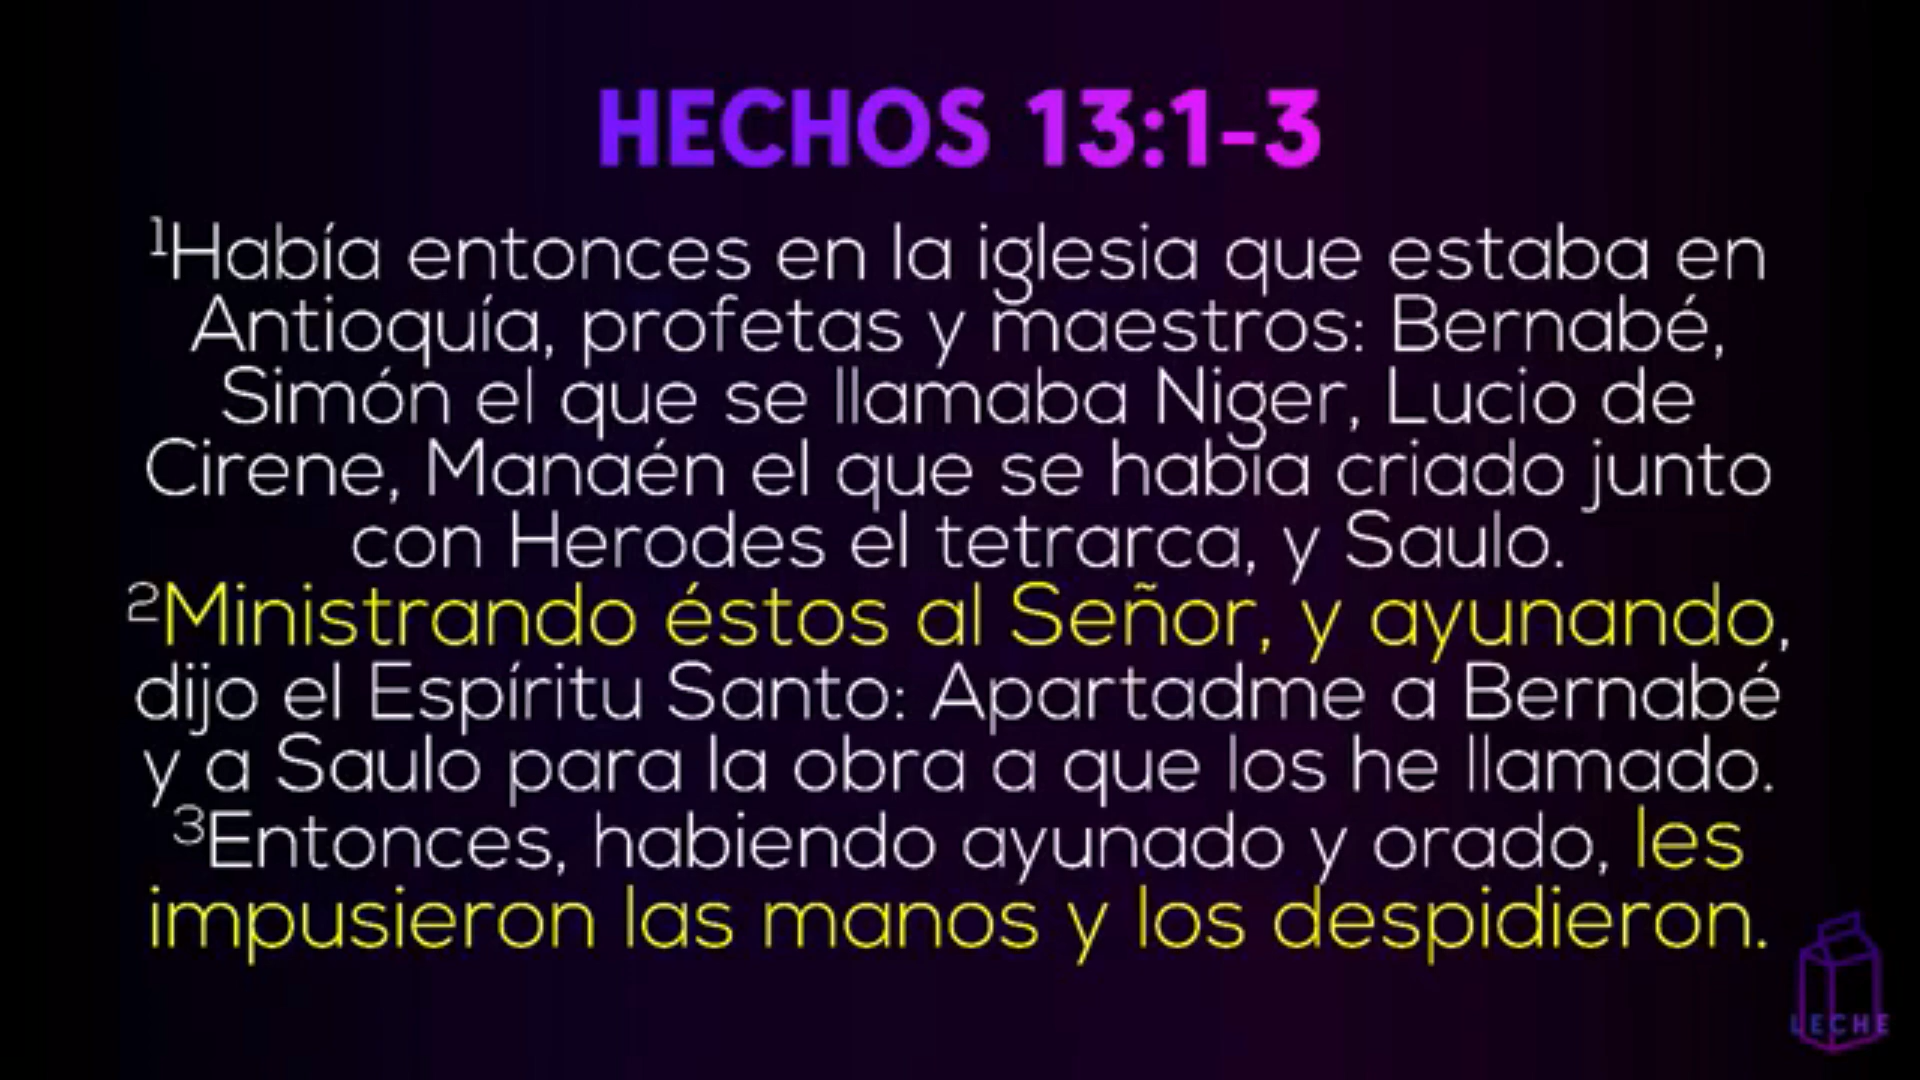 HECHOS 13:1-3
¹Había entonces en la iglesia que estaba en
Antioquía, profetas y maestros: Bernabé,
Simón el que se llamaba Niger, Lucio de
Cirene, Manaén el que se había criado junto
con Herodes el tetrarca, y Saulo.
²Ministrando éstos al Señor, y ayunando,
dijo el Espíritu Santo: Apartadme a Bernabé
y a Saulo para la obra a que los he llamado.
³Entonces, habiendo ayunado y orado, les
impusieron las manos y los despidieron.
LECHE